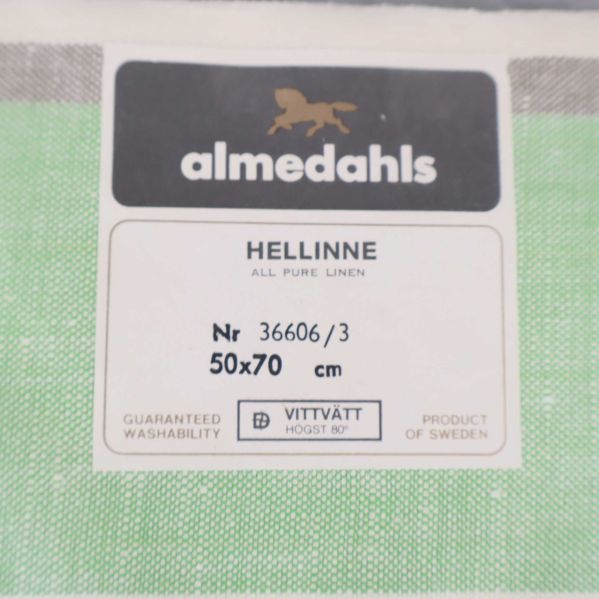 almedahls
HELLINNE
ALL PURE LINEN
Nr 36606/3
50x70 cm
GUARANTEED
WASHABILITY
VITTVÄTT
HÖGST 80°
PRODUCT
OF SWEDEN